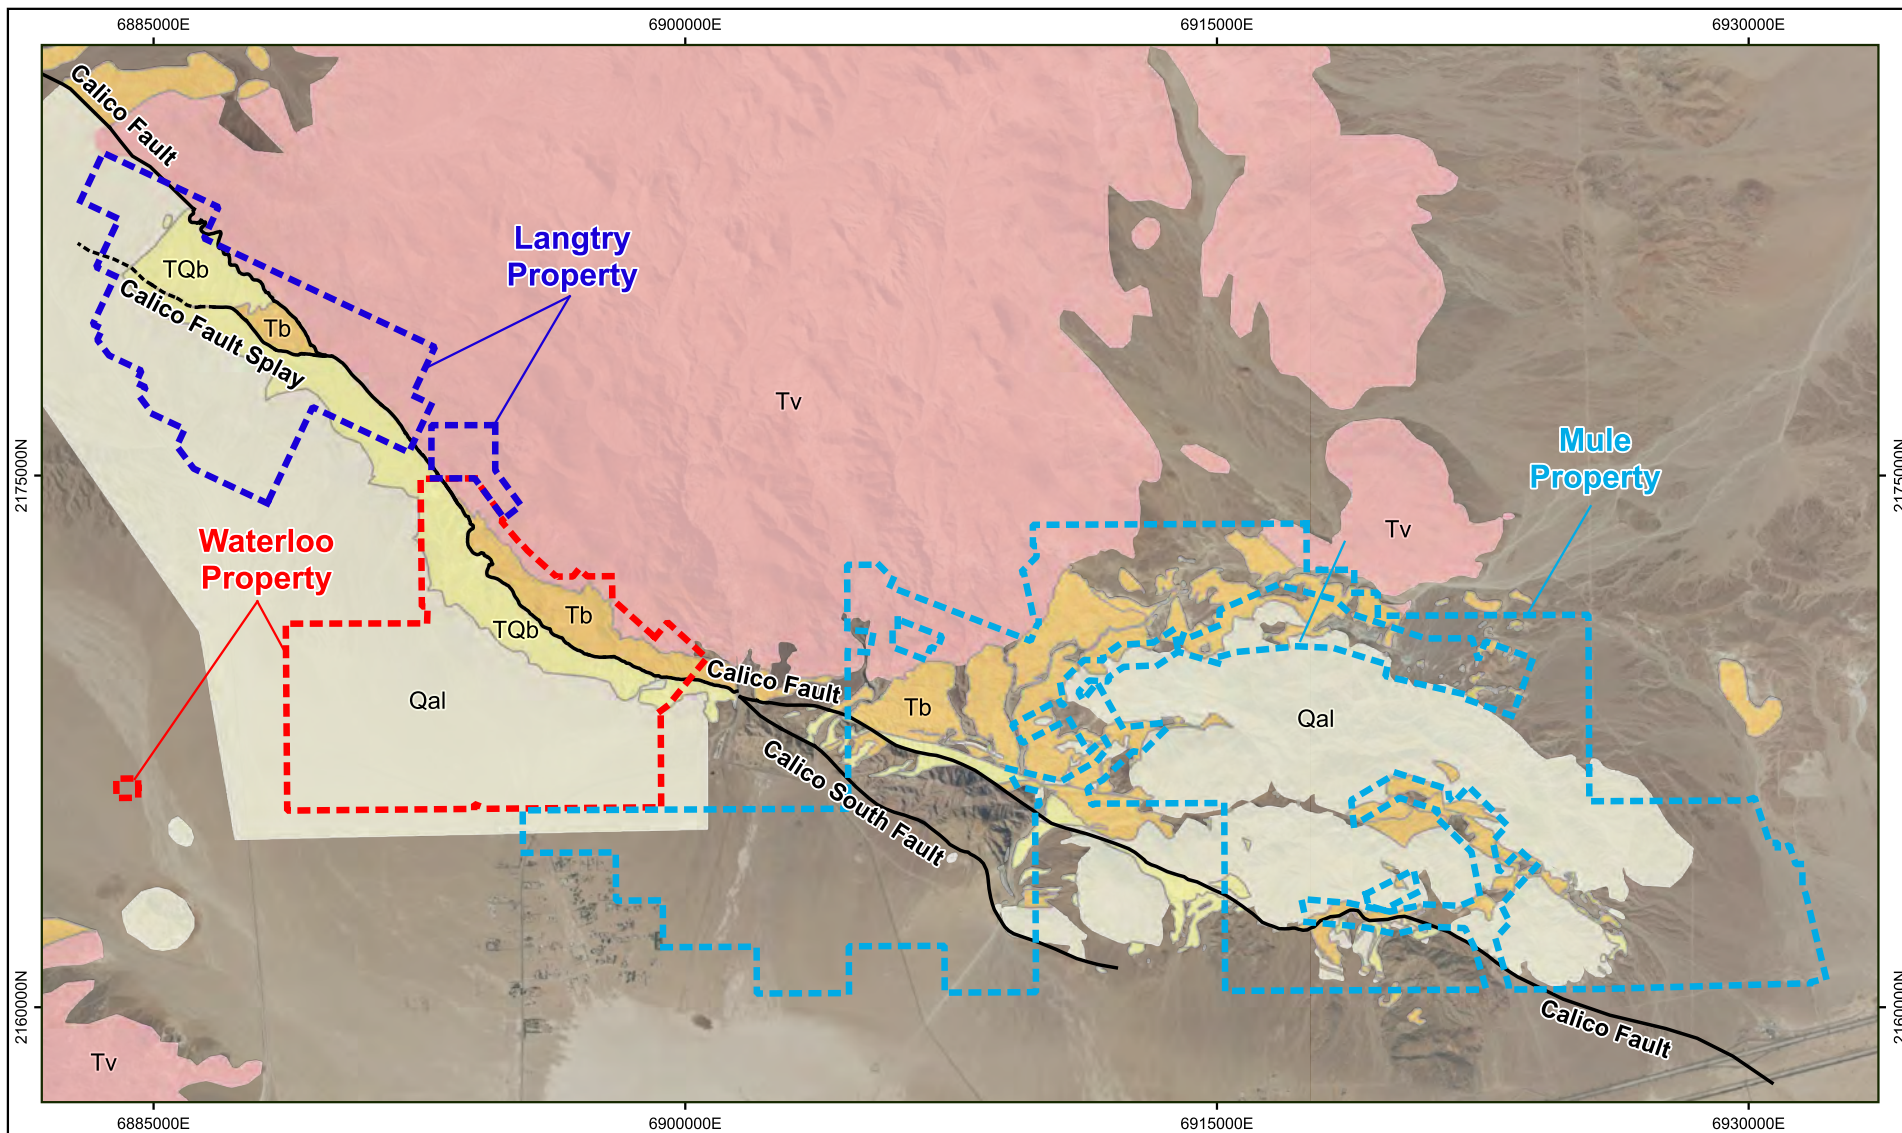 6885000E
6900000E
6915000E
6930000E
Calico Fault
Langtry
Property
TQb
Calico Fault Splay
Tb
Tv
Mule
Property
2175000N
2175000N
Tv
Waterloo
Property
Tb
TQb
Calico Fault
Qal
Tb
Qal
Calico South Fault
2160000N
2160000N
Calico Fault
Tv
6885000E
6900000E
6915000E
6930000E